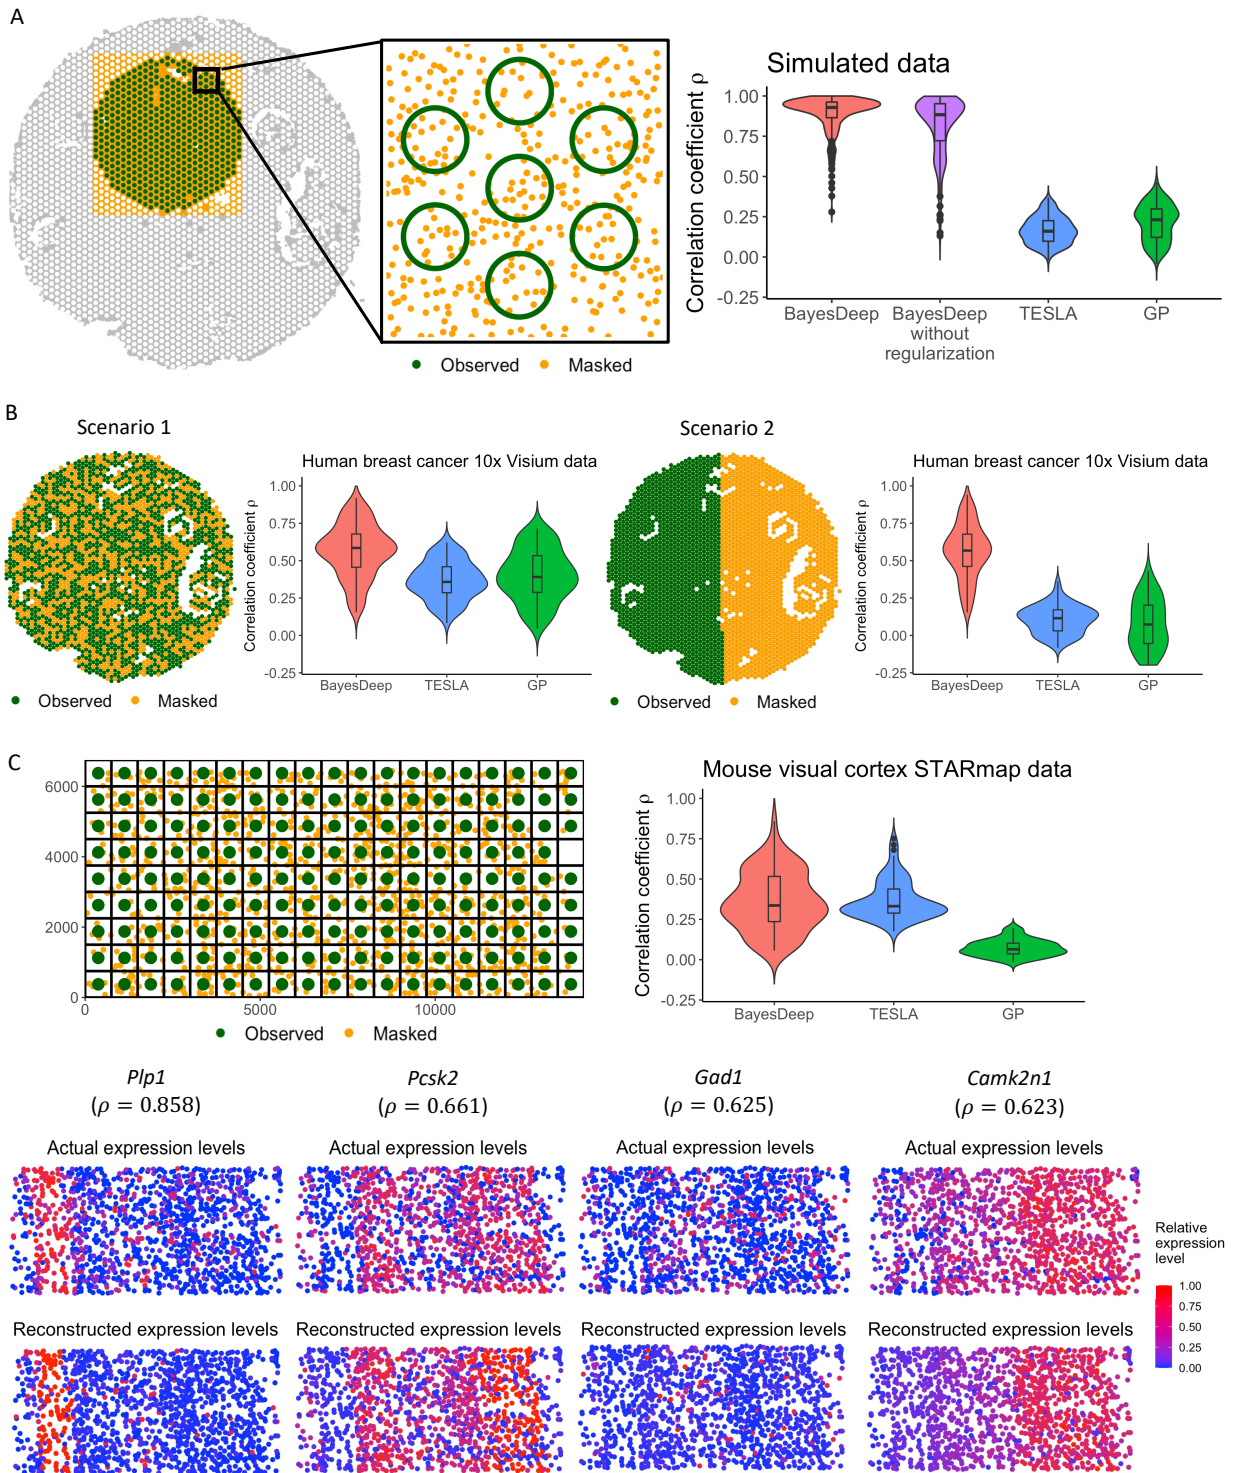 A
Simulated data
Correlation coefficient ρ
1.00
0.75
0.50
0.25
0.00
-0.25
BayesDeep
BayesDeep
without
regularization
TESLA
GP
Observed
Masked
B
Scenario 1
Human breast cancer 10x Visium data
Correlation coefficient ρ
1.00
0.75
0.50
0.25
0.00
-0.25
BayesDeep
TESLA
GP
Observed
Masked
Scenario 2
Human breast cancer 10x Visium data
Correlation coefficient ρ
1.00
0.75
0.50
0.25
0.00
-0.25
BayesDeep
TESLA
GP
Observed
Masked
C
6000
4000
2000
0
0
5000
10000
Observed
Masked
Mouse visual cortex STARmap data
Correlation coefficient ρ
1.00
0.75
0.50
0.25
0.00
-0.25
BayesDeep
TESLA
GP
Plp1
(ρ = 0.858)
Pcsk2
(ρ = 0.661)
Gad1
(ρ = 0.625)
Camk2n1
(ρ = 0.623)
Actual expression levels
Actual expression levels
Actual expression levels
Actual expression levels
Reconstructed expression levels
Reconstructed expression levels
Reconstructed expression levels
Reconstructed expression levels
Relative
expression
level
1.00
0.75
0.50
0.25
0.00